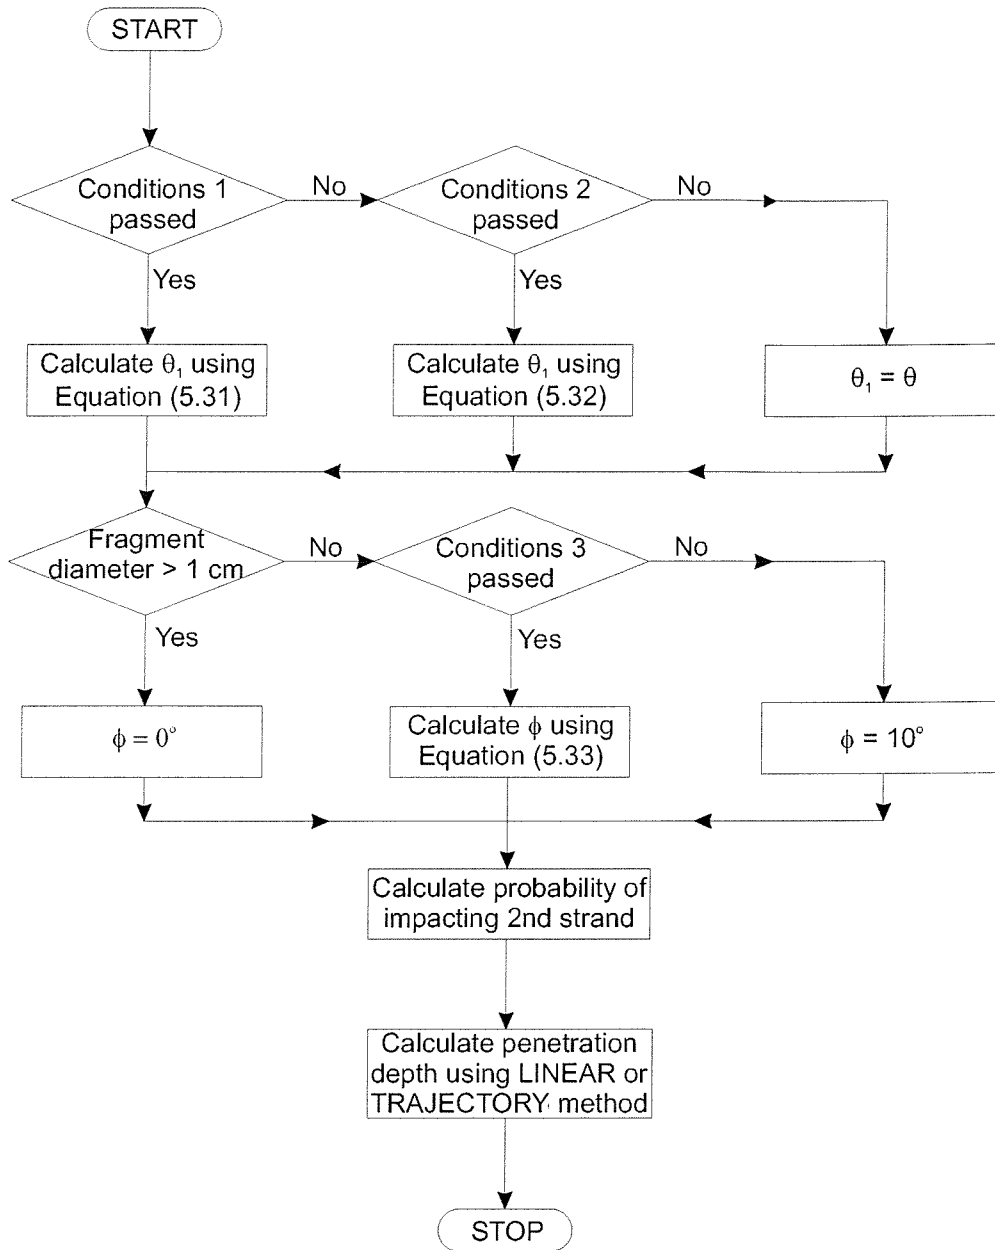 START
Conditions 1
passed
No
Conditions 2
passed
No
Yes
Yes
Calculate θ₁ using
Equation (5.31)
Calculate θ₁ using
Equation (5.32)
θ₁ = θ
Fragment
diameter > 1 cm
No
Conditions 3
passed
No
Yes
Yes
ϕ = 0°
Calculate ϕ using
Equation (5.33)
ϕ = 10°
Calculate probability of
impacting 2nd strand
Calculate penetration
depth using LINEAR or
TRAJECTORY method
STOP